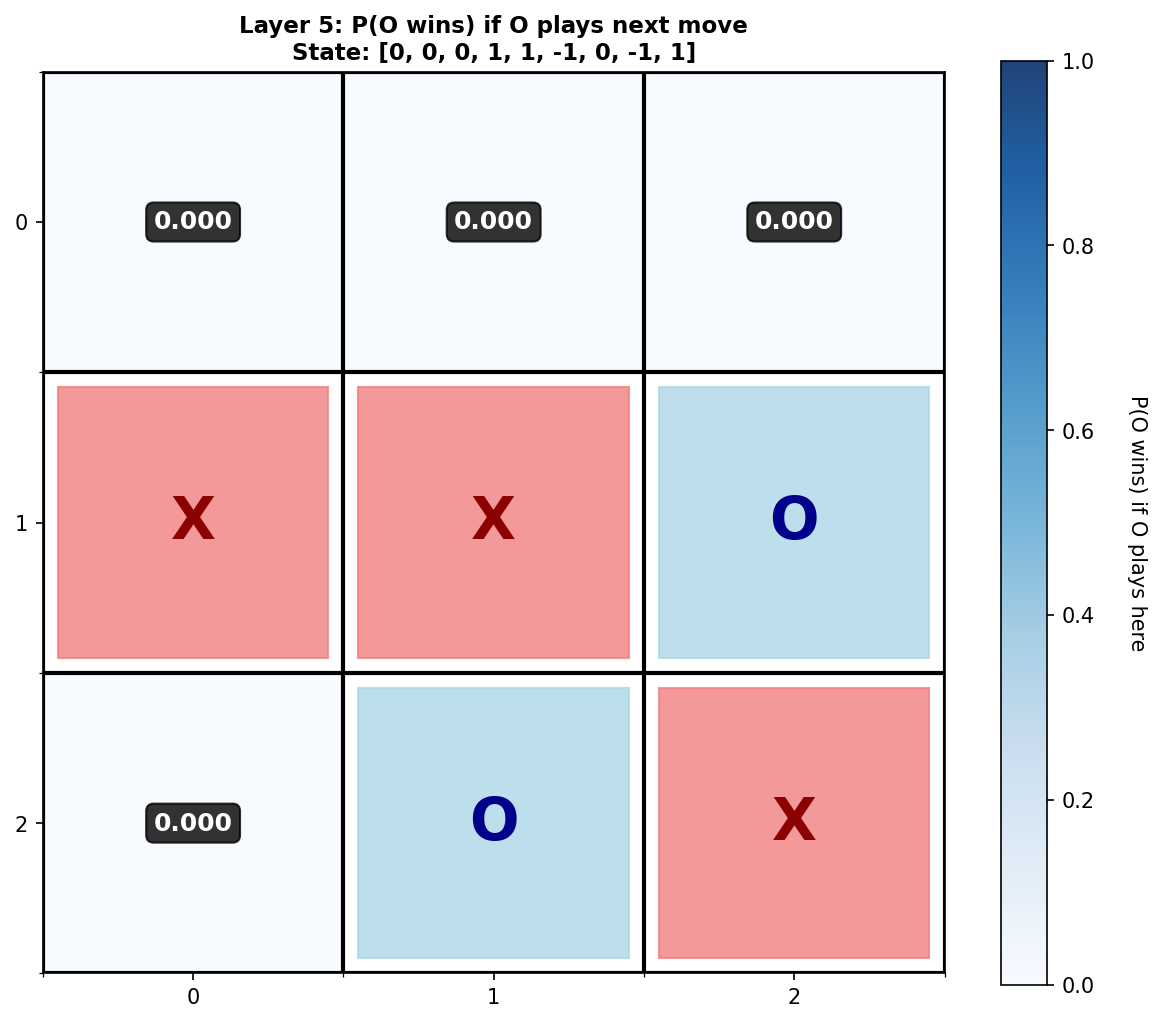 Layer 5: P(O wins) if O plays next move
State: [0, 0, 0, 1, 1, -1, 0, -1, 1]
0
0.000
0.000
0.000
1
X
X
O
2
0.000
O
X
0
1
2
1.0
0.8
0.6
0.4
0.2
0.0
P(O wins) if O plays here